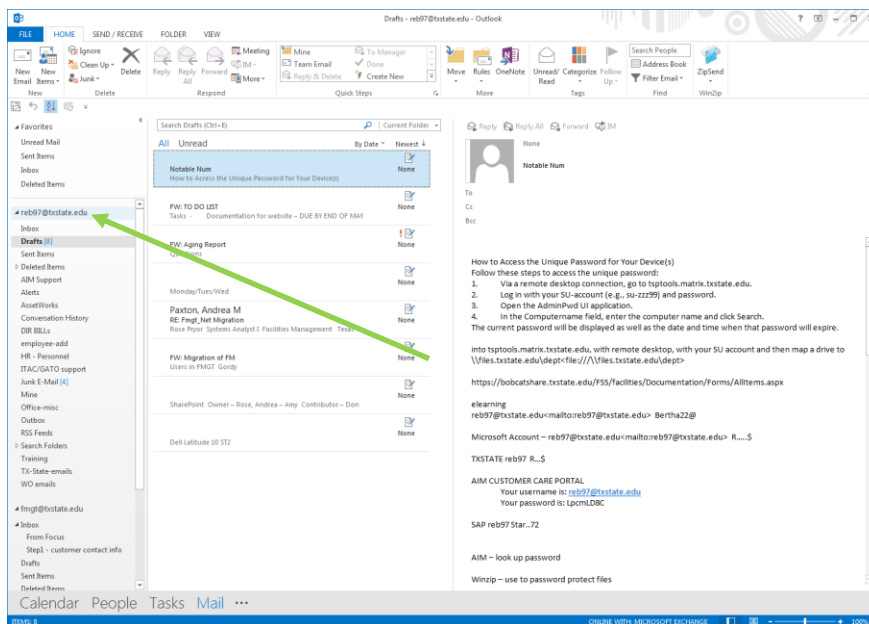 Drafts - reb97@txstate.edu - Outlook
FILE HOME SEND / RECEIVE FOLDER VIEW
New Email
New Items
Ignore
Clean Up
Junk
Delete
Reply
Reply All
Forward
Meeting
IM
More
Mine
Team Email
Reply & Delete
To Manager
Done
Create New
Move
Rules
OneNote
Unread/ Read
Categorize
Follow Up
Search People
Address Book
Filter Email
ZipSend
New Delete Respond Quick Steps Move Tags Find WinZip
Favorites
Unread Mail
Sent Items
Inbox
Deleted Items
reb97@txstate.edu
Inbox
Drafts [8]
Sent Items
Deleted Items
AIM Support
Alerts
AssetWorks
Conversation History
DIR BILLs
employee-add
HR - Personnel
ITAC/GATO support
Junk E-Mail [4]
Mine
Office-misc
Outbox
RSS Feeds
Search Folders
Training
TX-State-emails
WO emails
fmgt@txstate.edu
Inbox
From Focus
Step1 - customer contact info
Drafts
Sent Items
Deleted Items
Search Drafts (Ctrl+E) Current Folder
All Unread By Date Newest
Notable Num None
How to Access the Unique Password for Your Device(s)
FW: TO DO LIST None
Tasks - Documentation for website – DUE BY END OF MAY
FW: Aging Report None
Questions
None
Monday/Tues/Wed
Paxton, Andrea M
RE: Fmgt_Net Migration None
Rose Pryor Systems Analyst I Facilities Management Texas
FW: Migration of FM None
Users in FMGT Gordy
None
SharePoint Owner – Rose, Andrea – Amy Contributor – Don
None
Dell Latitude 10 ST2
Reply Reply All Forward IM
None
Notable Num
To
Cc
Bcc
How to Access the Unique Password for Your Device(s)
Follow these steps to access the unique password:
1. Via a remote desktop connection, go to tsptools.matrix.txstate.edu.
2. Log in with your SU-account (e.g., su-zzz99) and password.
3. Open the AdminPwd UI application.
4. In the Computername field, enter the computer name and click Search.
The current password will be displayed as well as the date and time when that password will expire.
into tsptools.matrix.txstate.edu, with remote desktop, with your SU account and then map a drive to
\\files.txstate.edu\dept<file:///\\files.txstate.edu\dept>
https://bobcatshare.txstate.edu/FSS/facilities/Documentation/Forms/AllItems.aspx
elearning
reb97@txstate.edu<mailto:reb97@txstate.edu> Bertha22@
Microsoft Account – reb97@txstate.edu<mailto:reb97@txstate.edu> R.....$
TXSTATE reb97 R...$
AIM CUSTOMER CARE PORTAL
Your username is: reb97@txstate.edu
Your password is: LpcmLD8C
SAP reb97 Star...72
AIM – look up password
Winzip – use to password protect files
Calendar People Tasks Mail •••
ITEMS: 8 ONLINE WITH: MICROSOFT EXCHANGE 100%